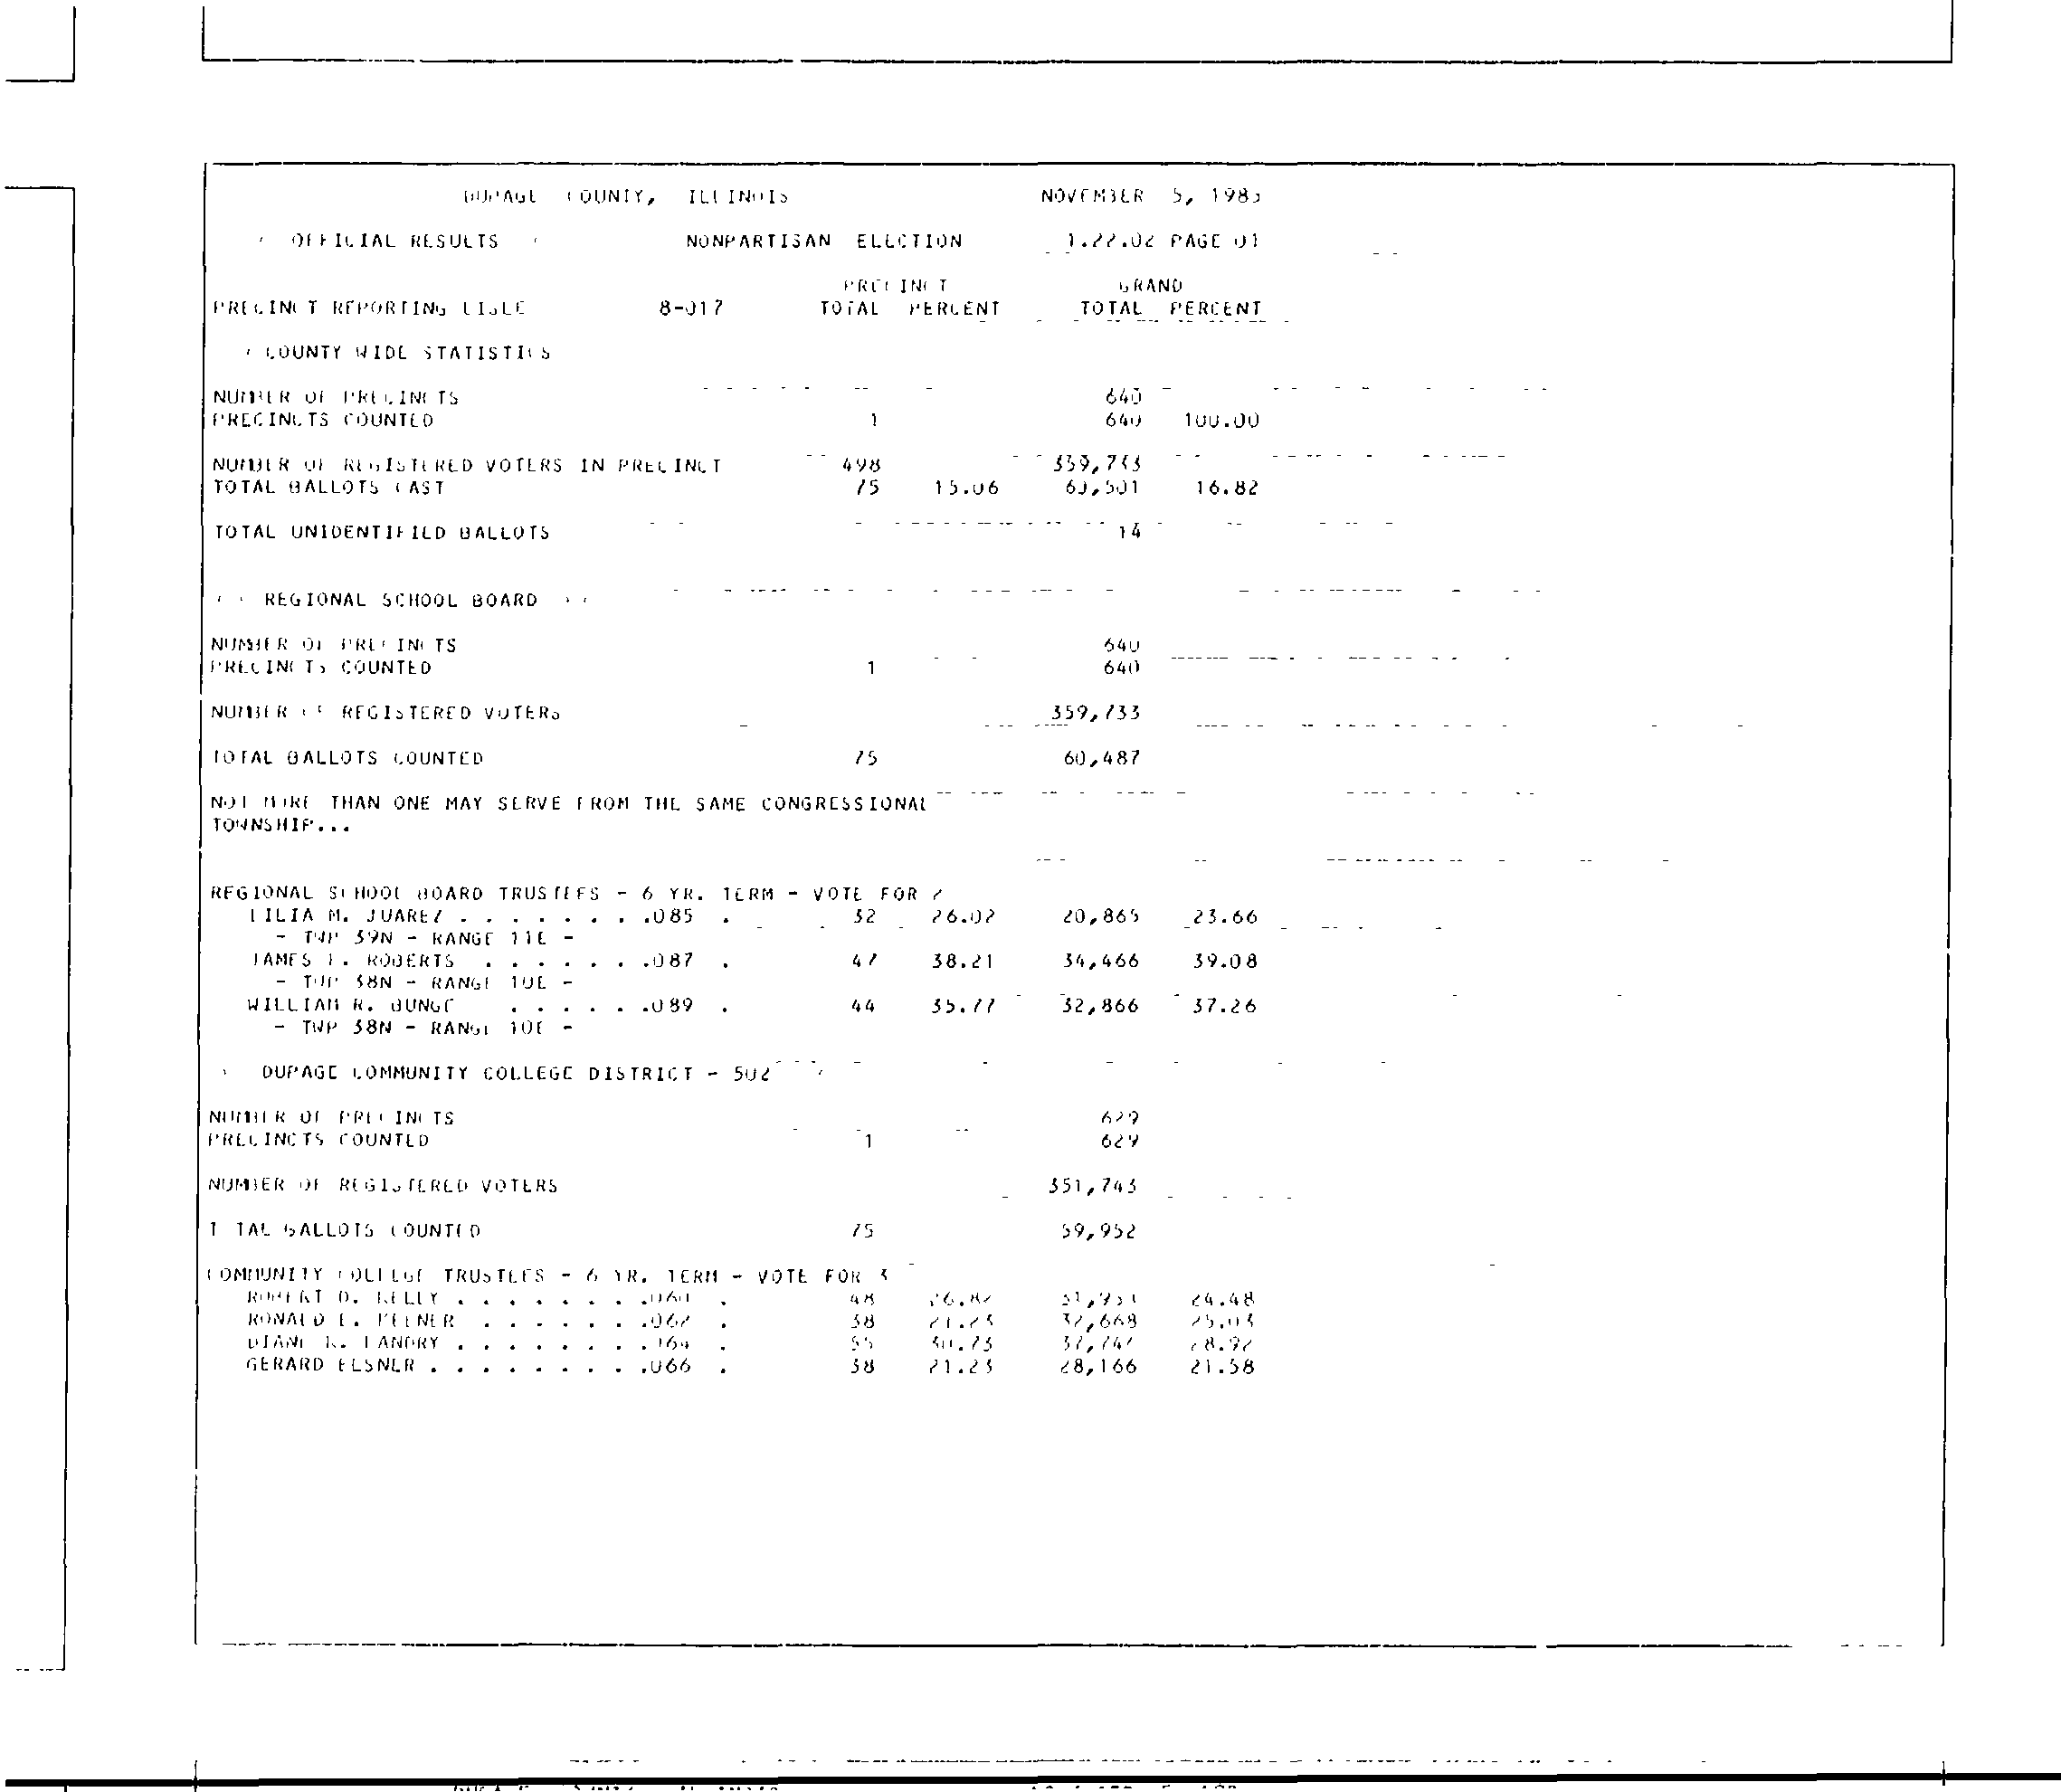 DUPAGE COUNTY, ILLINOIS NOVEMBER 5, 1985
OFFICIAL RESULTS NONPARTISAN ELECTION 1.22.02 PAGE 01
PRECINCT GRAND
PRECINCT REPORTING LISLE 8-017 TOTAL PERCENT TOTAL PERCENT
COUNTY WIDE STATISTICS
NUMBER OF PRECINCTS 640
PRECINCTS COUNTED 1 640 100.00
NUMBER OF REGISTERED VOTERS IN PRECINCT 498 359,733
TOTAL BALLOTS CAST 75 15.06 60,501 16.82
TOTAL UNIDENTIFIED BALLOTS 14
REGIONAL SCHOOL BOARD
NUMBER OF PRECINCTS 640
PRECINCTS COUNTED 1 640
NUMBER OF REGISTERED VOTERS 359,733
TOTAL BALLOTS COUNTED 75 60,487
NOT MORE THAN ONE MAY SERVE FROM THE SAME CONGRESSIONAL
TOWNSHIP...
REGIONAL SCHOOL BOARD TRUSTEES - 6 YR. TERM - VOTE FOR 2
LILIA M. JUAREZ . . . . . . . .085 . 32 26.02 20,865 23.66
- TWP 39N - RANGE 11E -
JAMES . ROBERTS . . . . . . .087 . 47 38.21 34,466 39.08
- TWP 38N - RANGE 10E -
WILLIAM R. BUNGE . . . . . .089 . 44 35.77 32,866 37.26
- TWP 38N - RANGE 10E -
DUPAGE COMMUNITY COLLEGE DISTRICT - 502
NUMBER OF PRECINCTS 629
PRECINCTS COUNTED 1 629
NUMBER OF REGISTERED VOTERS 351,743
TOTAL BALLOTS COUNTED 75 59,952
COMMUNITY COLLEGE TRUSTEES - 6 YR. TERM - VOTE FOR 3
ROBERT D. KELLY . . . . . . . .060 . 48 26.82 24.48
RONALD . KEENER . . . . . . .062 . 38 21.23 32,668 25.03
DIANE K. LANDRY . . . . . . . .064 . 55 30.73 37,747 28.92
GERARD ELSNER . . . . . . . . .066 . 38 21.23 28,166 21.58